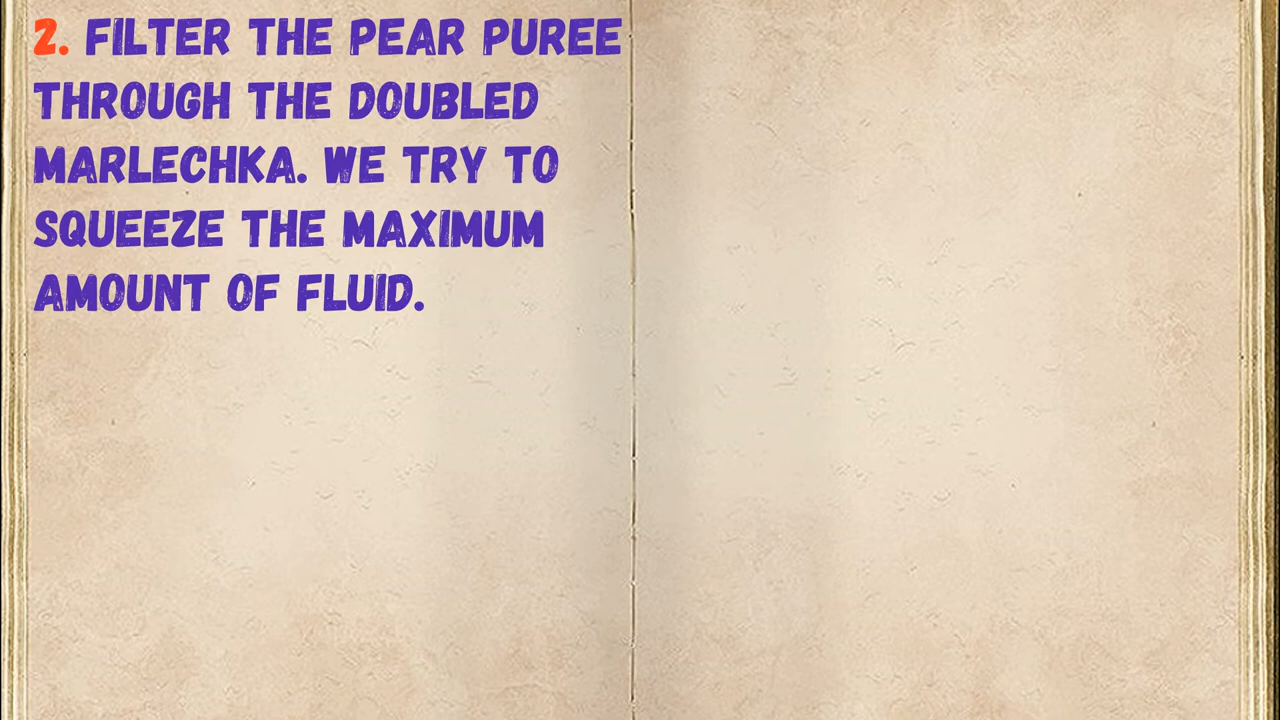 2. FILTER THE PEAR PUREE
THROUGH THE DOUBLED
MARLECHKA. WE TRY TO
SQUEEZE THE MAXIMUM
AMOUNT OF FLUID.